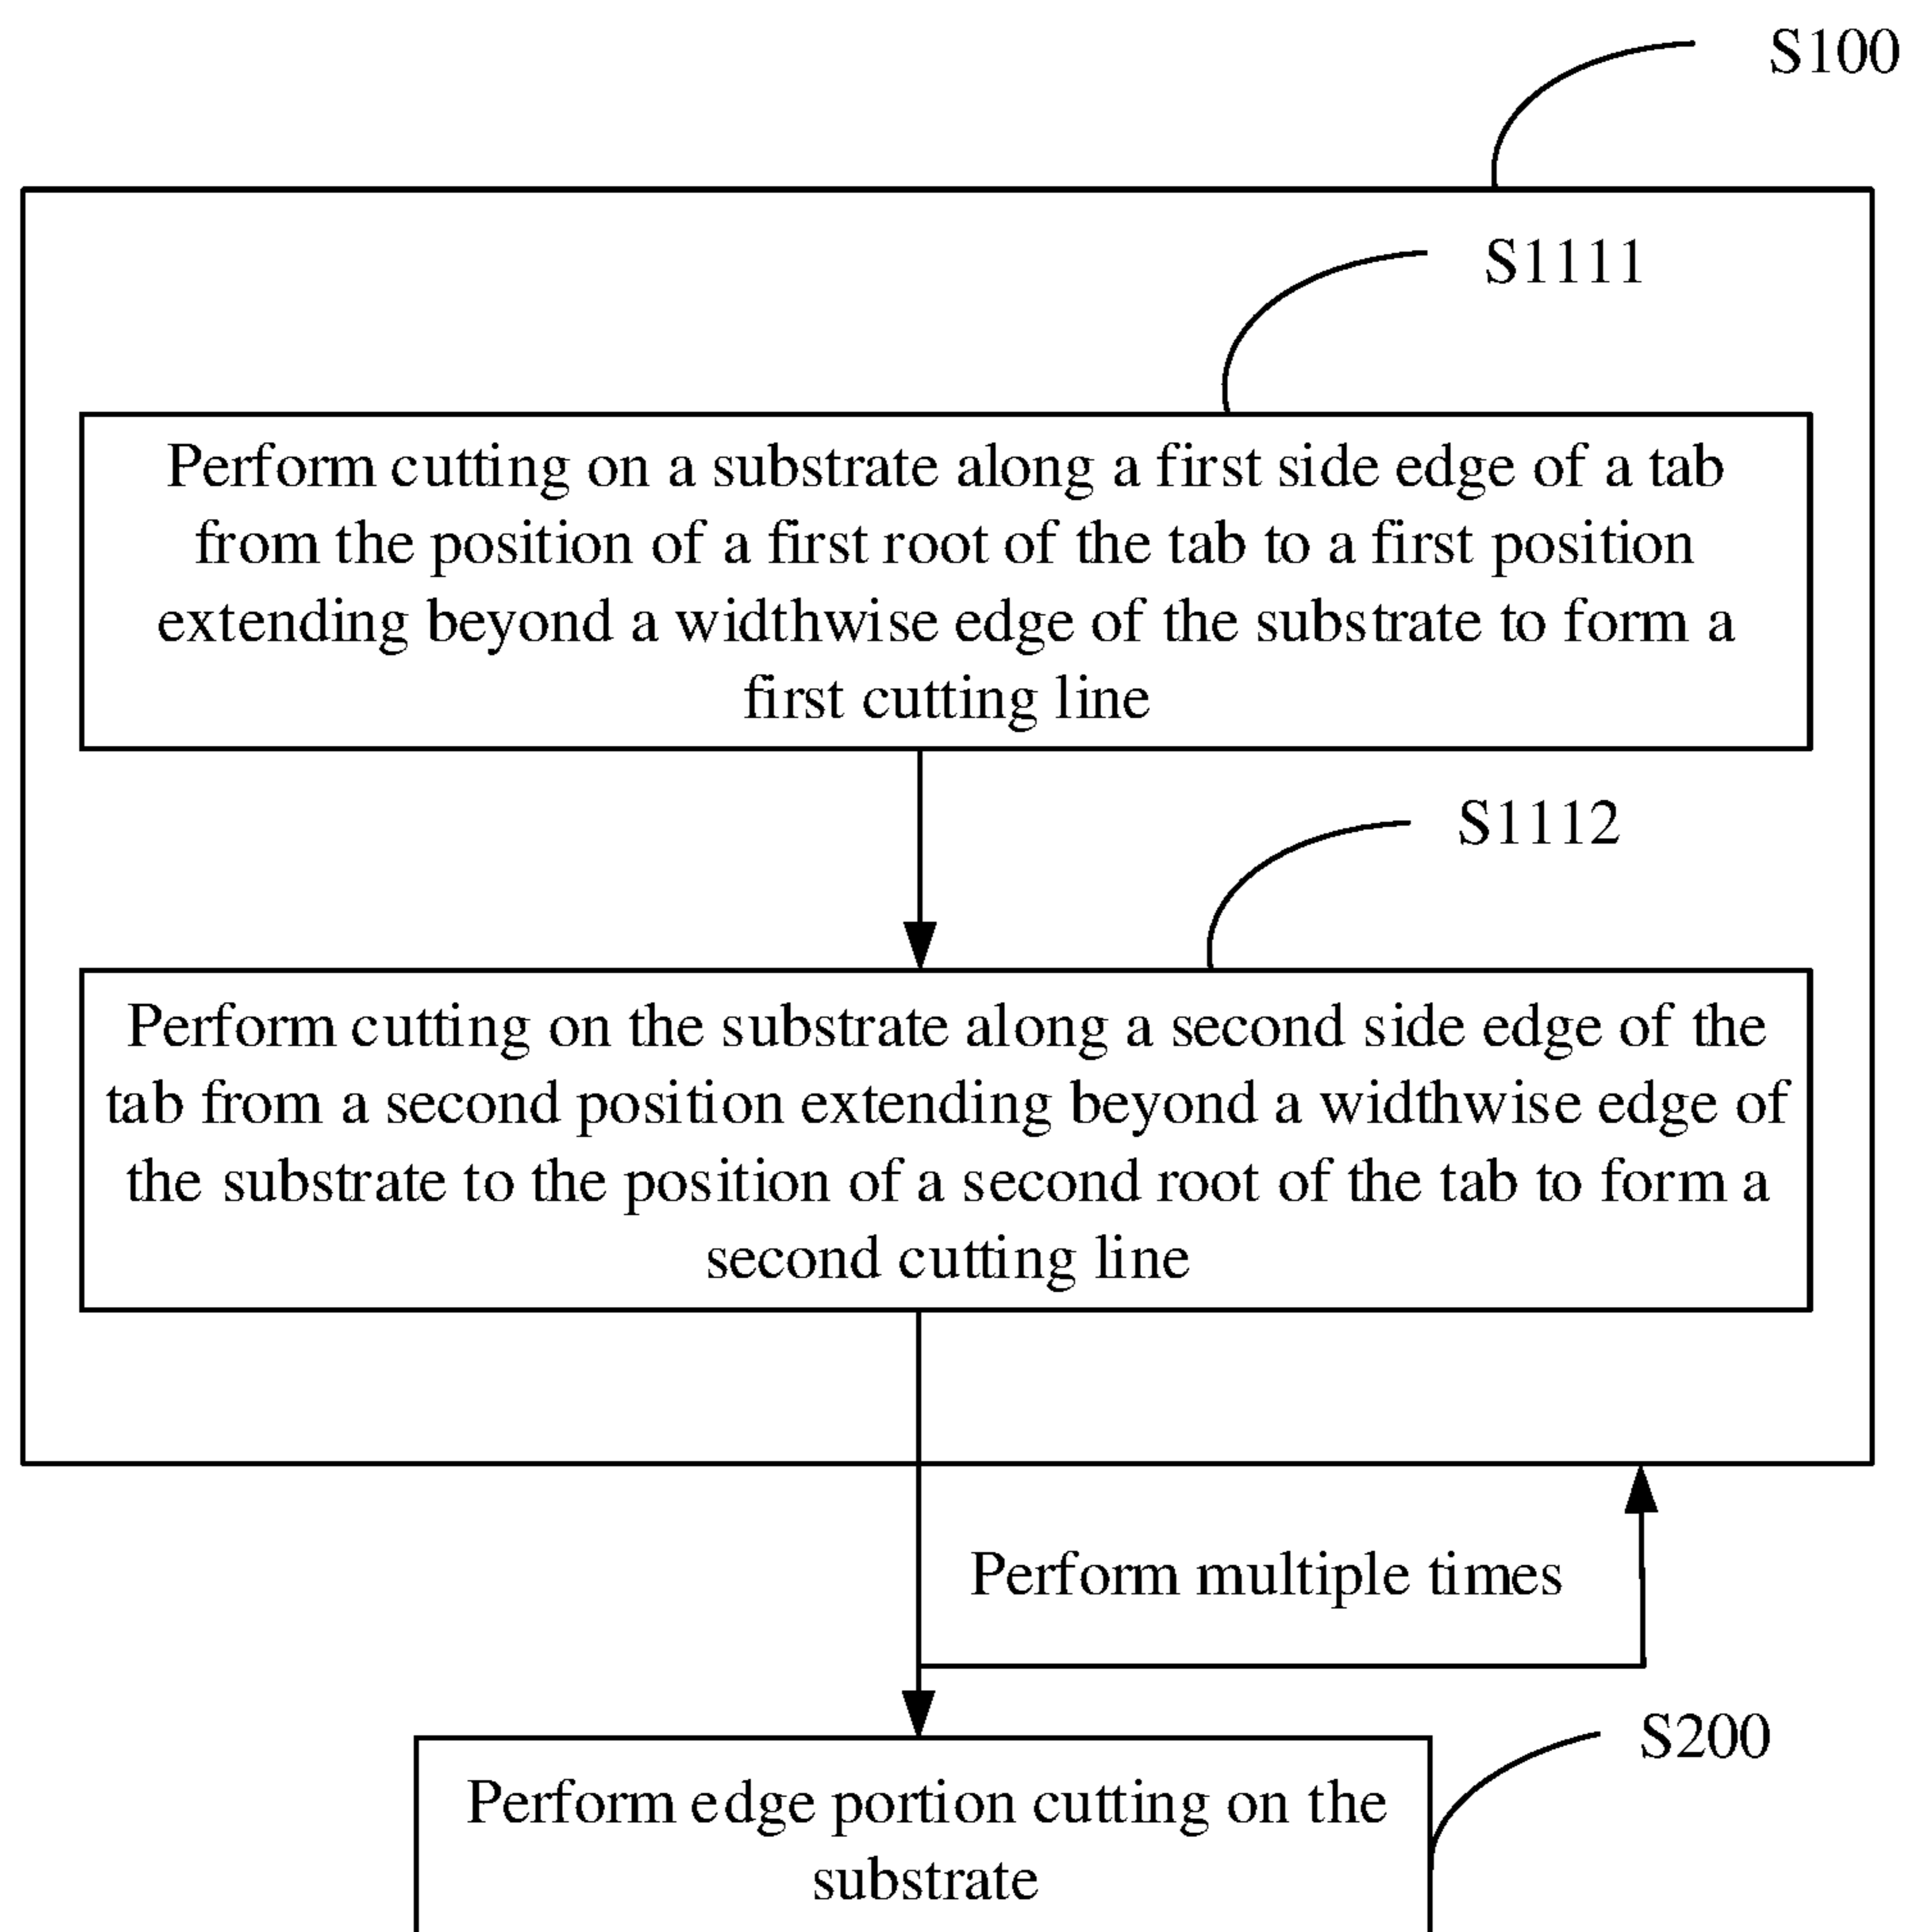 S100
S1111
Perform cutting on a substrate along a first side edge of a tab
from the position of a first root of the tab to a first position
extending beyond a widthwise edge of the substrate to form a
first cutting line
S1112
Perform cutting on the substrate along a second side edge of the
tab from a second position extending beyond a widthwise edge of
the substrate to the position of a second root of the tab to form a
second cutting line
Perform multiple times
S200
Perform edge portion cutting on the
substrate